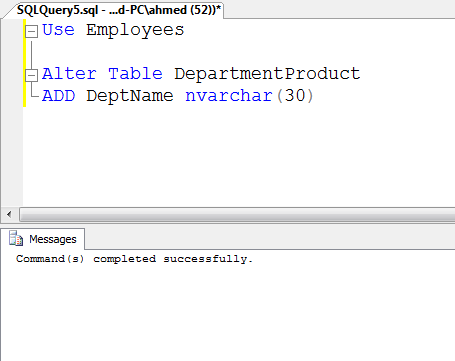 SQLQuery5.sql - ...d-PC\ahmed (52))*
Use Employees
Alter Table DepartmentProduct
ADD DeptName nvarchar(30)
Messages
Command(s) completed successfully.